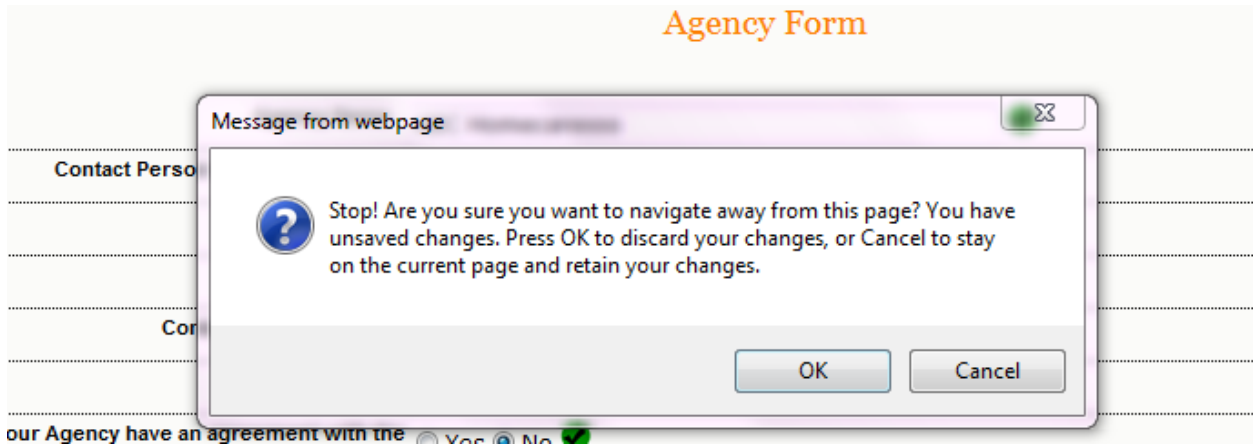 Agency Form
Message from webpage
Contact Perso
Stop! Are you sure you want to navigate away from this page? You have
unsaved changes. Press OK to discard your changes, or Cancel to stay
on the current page and retain your changes.
Cor
OK Cancel
our Agency have an agreement with the Yes No